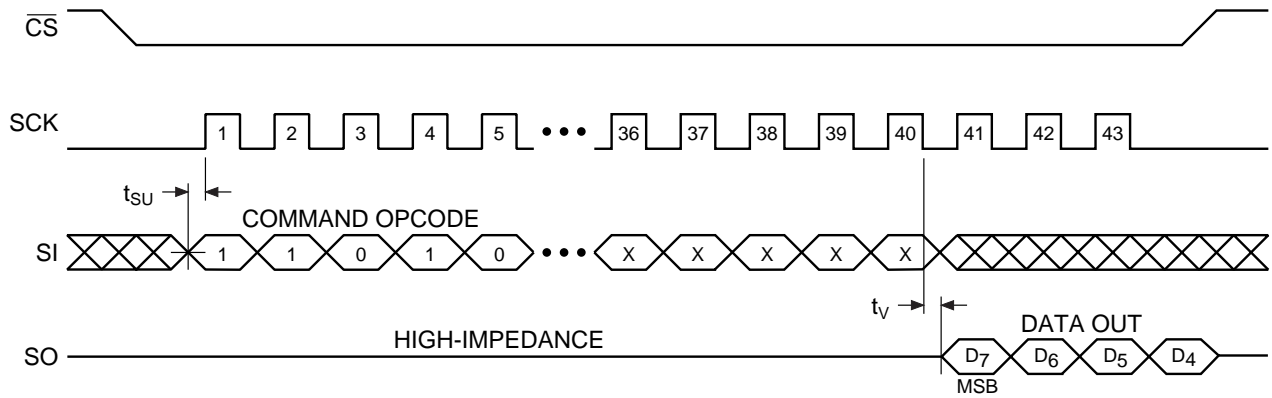 CS
SCK 1 2 3 4 5 ••• 36 37 38 39 40 41 42 43
tSU
COMMAND OPCODE
SI 1 1 0 1 0 ••• X X X X X
tV
HIGH-IMPEDANCE DATA OUT
SO D7 D6 D5 D4
MSB